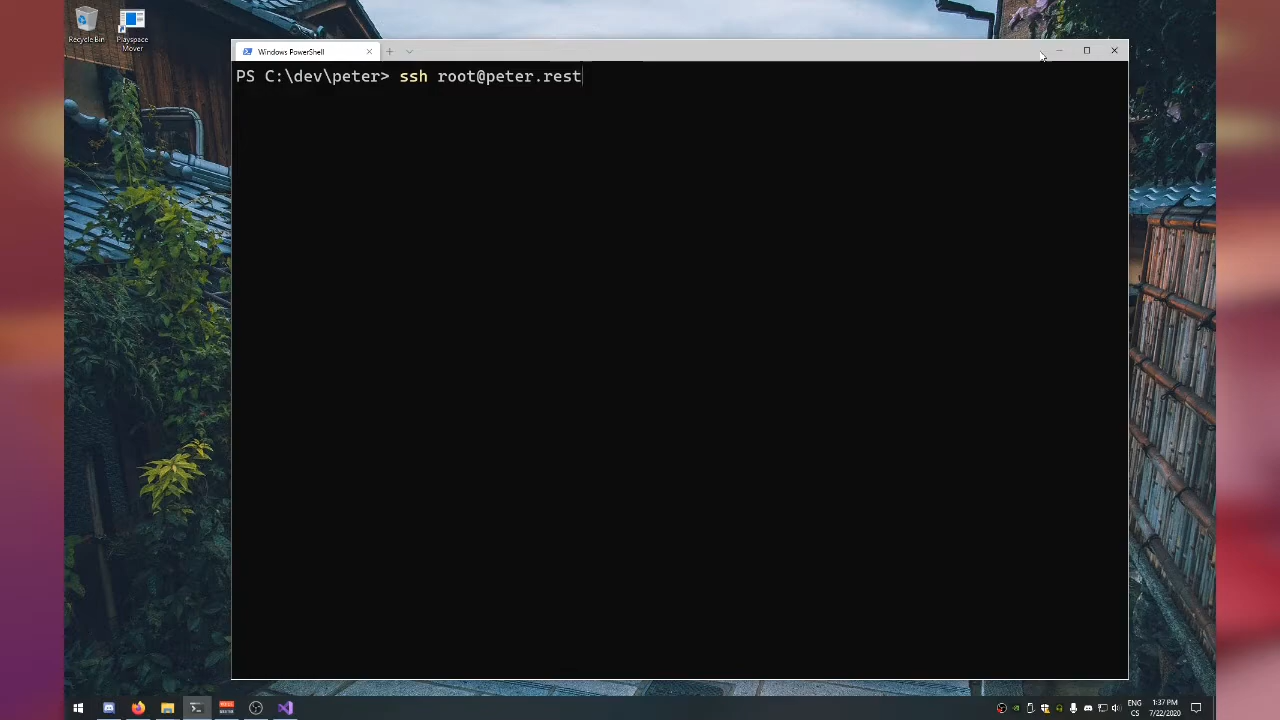 Recycle Bin
Playspace
Mover
Windows PowerShell
PS C:\dev\peter> ssh root@peter.rest
ENG
CS
1:37 PM
7/22/2020